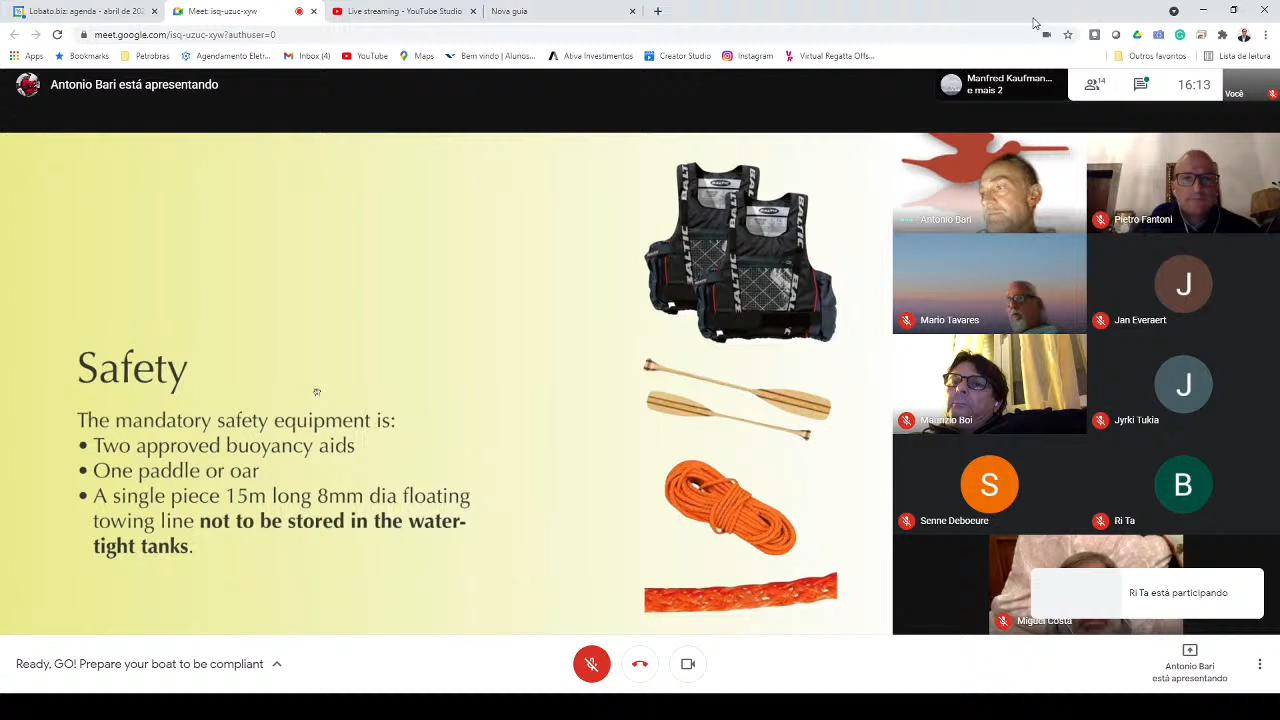 Lobato.biz: agenda - abril de 202
Meet: isq-uzuc-xyw
Live streaming - YouTube Studio
Nova guia
meet.google.com/isq-uzuc-xyw?authuser=0
Apps
Bookmarks
Petrobras
Agendamento Eletr...
Inbox (4)
YouTube
Maps
Bem vindo | Alunos...
Ativa Investimentos
Creator Studio
Instagram
Virtual Regatta Offs...
Outros favoritos
Lista de leitura
Antonio Bari está apresentando
Manfred Kaufman...
e mais 2
14
16:13
Você
BALTIC
BALTIC
BALTIC
BALTIC
Antonio Bari
Pietro Fantoni
Mario Tavares
J
Jan Everaert
Safety
The mandatory safety equipment is:
• Two approved buoyancy aids
• One paddle or oar
• A single piece 15m long 8mm dia floating
towing line not to be stored in the water-
tight tanks.
Maurizio Boi
J
Jyrki Tukia
S
Senne Deboeure
B
Ri Ta
Ri Ta está participando
Miguel Costa
Ready, GO! Prepare your boat to be compliant
Antonio Bari
está apresentando